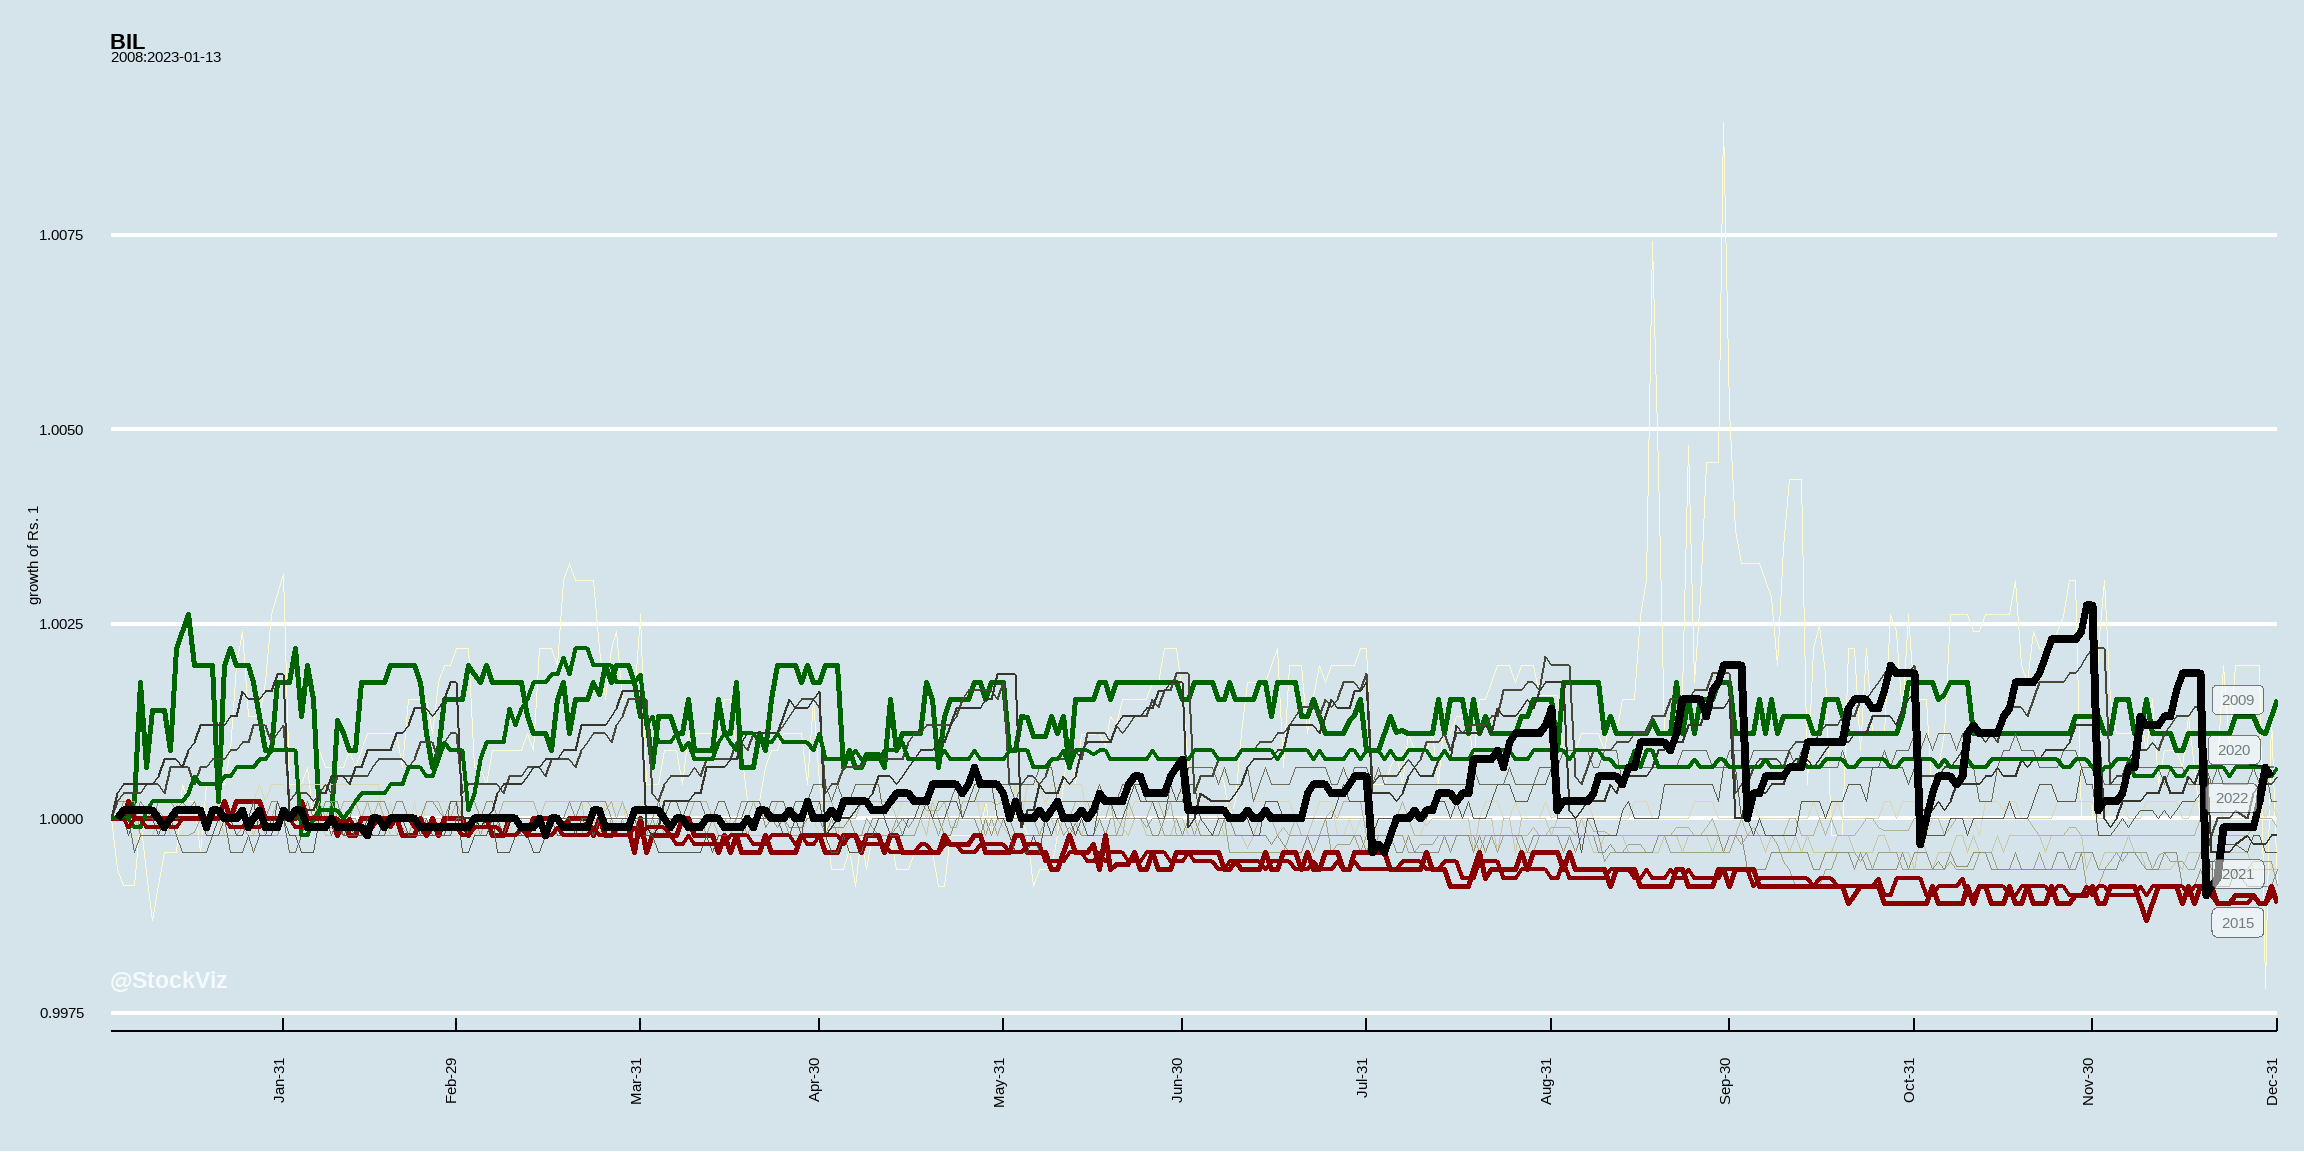 BIL
2008:2023-01-13
1.0075
1.0050
1.0025
1.0000
0.9975
growth of Rs. 1
2009
2020
2022
2021
2015
@StockViz
Jan-31
Feb-29
Mar-31
Apr-30
May-31
Jun-30
Jul-31
Aug-31
Sep-30
Oct-31
Nov-30
Dec-31